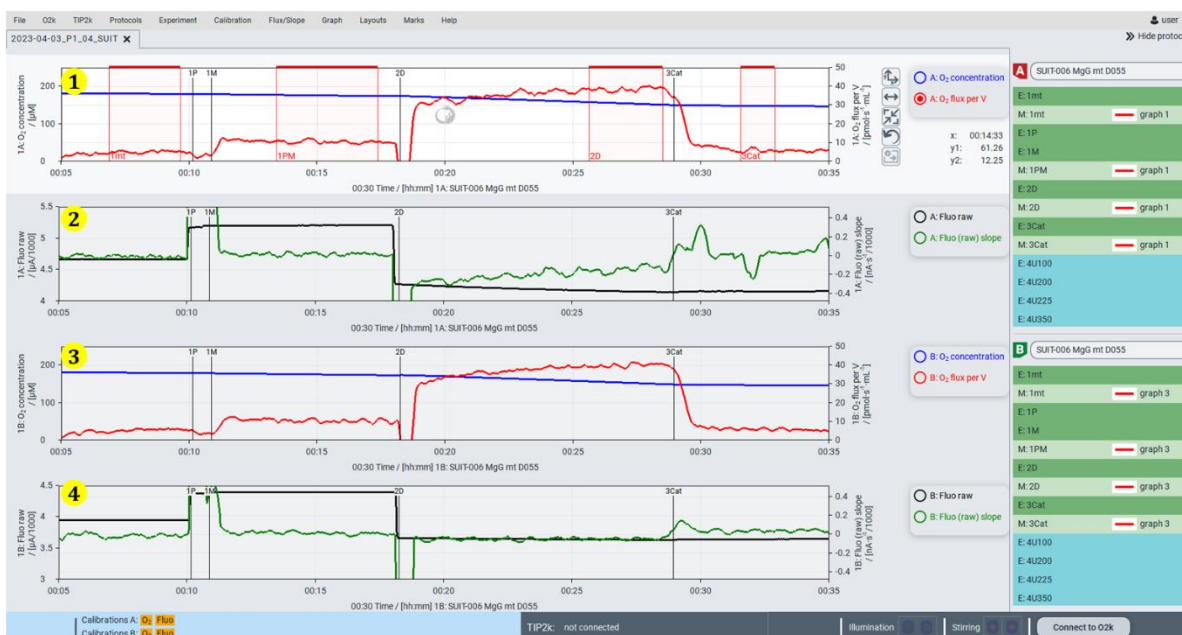 File O2k TIP2k Protocols Experiment Calibration Flux/Slope Graph Layouts Marks Help user
2023-04-03_P1_04_SUIT Hide protoc
1
1P 1M 2D 3Cat
200
100
0
50
40
30
20
10
0
1A: O₂ concentration
/ [µM]
1A: O₂ flux per V
/ [pmol·s⁻¹·mL⁻¹]
1mt 1PM 2D 3Cat
00:05 00:10 00:15 00:20 00:25 00:30 00:35
00:30 Time / [hh:mm] 1A: SUIT-006 MgG mt D055
A: O₂ concentration
A: O₂ flux per V
x: 00:14:33
y1: 61.26
y2: 12.25
2
1P 1M 2D 3Cat
5.5
5
4.5
4
0.4
0.2
0
-0.2
-0.4
1A: Fluo raw
/ [µA/1000]
1A: Fluo (raw) slope
/ [nA·s⁻¹/1000]
00:05 00:10 00:15 00:20 00:25 00:30 00:35
00:30 Time / [hh:mm] 1A: SUIT-006 MgG mt D055
A: Fluo raw
A: Fluo (raw) slope
3
1P 1M 2D 3Cat
200
100
0
50
40
30
20
10
0
1B: O₂ concentration
/ [µM]
1B: O₂ flux per V
/ [pmol·s⁻¹·mL⁻¹]
00:05 00:10 00:15 00:20 00:25 00:30 00:35
00:30 Time / [hh:mm] 1B: SUIT-006 MgG mt D055
B: O₂ concentration
B: O₂ flux per V
4
1P 1M 2D 3Cat
4.5
4
3.5
3
0.4
0.2
0
-0.2
-0.4
1B: Fluo raw
/ [µA/1000]
1B: Fluo (raw) slope
/ [nA·s⁻¹/1000]
00:05 00:10 00:15 00:20 00:25 00:30 00:35
00:30 Time / [hh:mm] 1B: SUIT-006 MgG mt D055
B: Fluo raw
B: Fluo (raw) slope
A SUIT-006 MgG mt D055
E: 1mt
M: 1mt graph 1
E: 1P
E: 1M
M: 1PM graph 1
E: 2D
M: 2D graph 1
E: 3Cat
M: 3Cat graph 1
E: 4U100
E: 4U200
E: 4U225
E: 4U350
B SUIT-006 MgG mt D055
E: 1mt
M: 1mt graph 3
E: 1P
E: 1M
M: 1PM graph 3
E: 2D
M: 2D graph 3
E: 3Cat
M: 3Cat graph 3
E: 4U100
E: 4U200
E: 4U225
E: 4U350
Calibrations A: O₂ Fluo
Calibrations B: O₂ Fluo
TIP2k: not connected
Illumination Stirring Connect to O2k